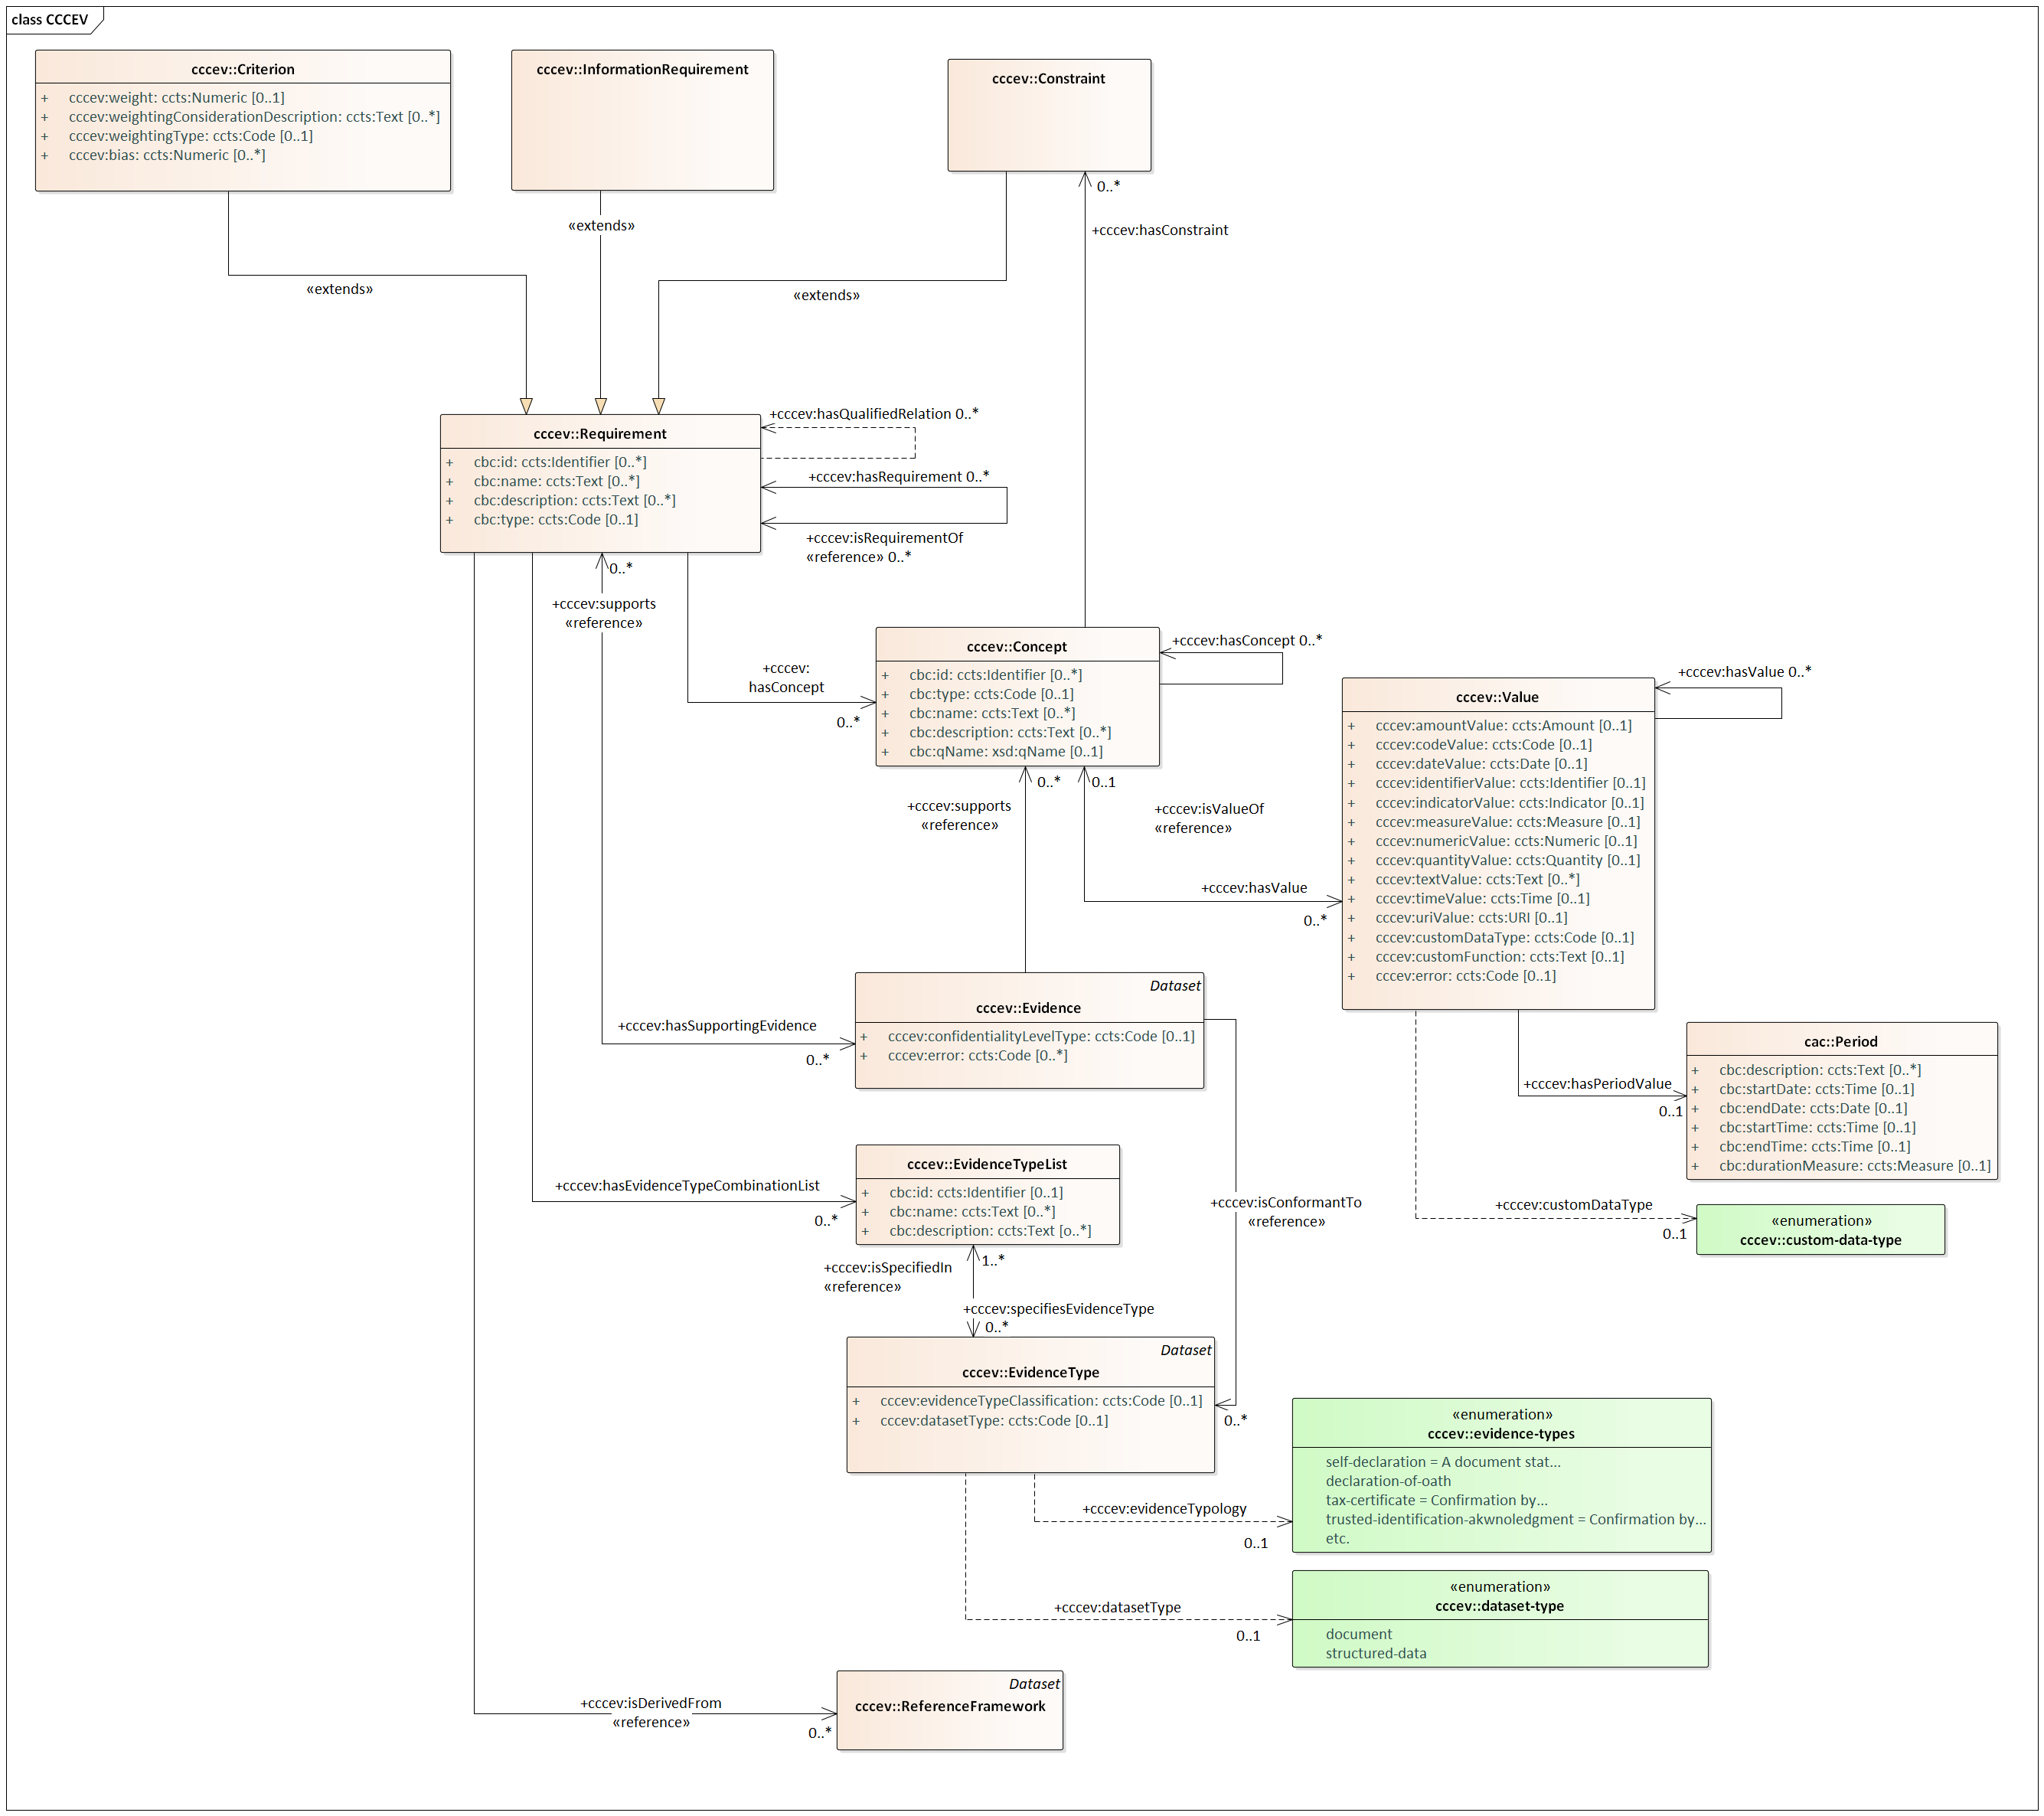 class CCCEV
cccev::Criterion
+ cccev:weight: ccts:Numeric [0..1]
+ cccev:weightingConsiderationDescription: ccts:Text [0..*]
+ cccev:weightingType: ccts:Code [0..1]
+ cccev:bias: ccts:Numeric [0..*]
cccev::InformationRequirement
cccev::Constraint
0..*
+cccev:hasConstraint
«extends»
«extends»
«extends»
cccev::Requirement
+ cbc:id: ccts:Identifier [0..*]
+ cbc:name: ccts:Text [0..*]
+ cbc:description: ccts:Text [0..*]
+ cbc:type: ccts:Code [0..1]
+cccev:hasQualifiedRelation 0..*
+cccev:hasRequirement 0..*
+cccev:isRequirementOf
«reference» 0..*
0..*
+cccev:supports
«reference»
+cccev:
hasConcept
0..*
cccev::Concept
+ cbc:id: ccts:Identifier [0..*]
+ cbc:type: ccts:Code [0..1]
+ cbc:name: ccts:Text [0..*]
+ cbc:description: ccts:Text [0..*]
+ cbc:qName: xsd:qName [0..1]
+cccev:hasConcept 0..*
0..*
0..1
+cccev:supports
«reference»
+cccev:isValueOf
«reference»
+cccev:hasValue
0..*
cccev::Value
+ cccev:amountValue: ccts:Amount [0..1]
+ cccev:codeValue: ccts:Code [0..1]
+ cccev:dateValue: ccts:Date [0..1]
+ cccev:identifierValue: ccts:Identifier [0..1]
+ cccev:indicatorValue: ccts:Indicator [0..1]
+ cccev:measureValue: ccts:Measure [0..1]
+ cccev:numericValue: ccts:Numeric [0..1]
+ cccev:quantityValue: ccts:Quantity [0..1]
+ cccev:textValue: ccts:Text [0..*]
+ cccev:timeValue: ccts:Time [0..1]
+ cccev:uriValue: ccts:URI [0..1]
+ cccev:customDataType: ccts:Code [0..1]
+ cccev:customFunction: ccts:Text [0..1]
+ cccev:error: ccts:Code [0..1]
+cccev:hasValue 0..*
Dataset
cccev::Evidence
+ cccev:confidentialityLevelType: ccts:Code [0..1]
+ cccev:error: ccts:Code [0..*]
+cccev:hasSupportingEvidence
0..*
cac::Period
+ cbc:description: ccts:Text [0..*]
+ cbc:startDate: ccts:Time [0..1]
+ cbc:endDate: ccts:Date [0..1]
+ cbc:startTime: ccts:Time [0..1]
+ cbc:endTime: ccts:Time [0..1]
+ cbc:durationMeasure: ccts:Measure [0..1]
+cccev:hasPeriodValue
0..1
+cccev:customDataType
0..1
«enumeration»
cccev::custom-data-type
cccev::EvidenceTypeList
+ cbc:id: ccts:Identifier [0..1]
+ cbc:name: ccts:Text [0..*]
+ cbc:description: ccts:Text [o..*]
+cccev:hasEvidenceTypeCombinationList
0..*
+cccev:isConformantTo
«reference»
1..*
+cccev:isSpecifiedIn
«reference»
+cccev:specifiesEvidenceType
0..*
Dataset
cccev::EvidenceType
+ cccev:evidenceTypeClassification: ccts:Code [0..1]
+ cccev:datasetType: ccts:Code [0..1]
0..*
«enumeration»
cccev::evidence-types
self-declaration = A document stat...
declaration-of-oath
tax-certificate = Confirmation by...
trusted-identification-akwnoledgment = Confirmation by...
etc.
+cccev:evidenceTypology
0..1
«enumeration»
cccev::dataset-type
document
structured-data
+cccev:datasetType
0..1
Dataset
cccev::ReferenceFramework
+cccev:isDerivedFrom
«reference»
0..*